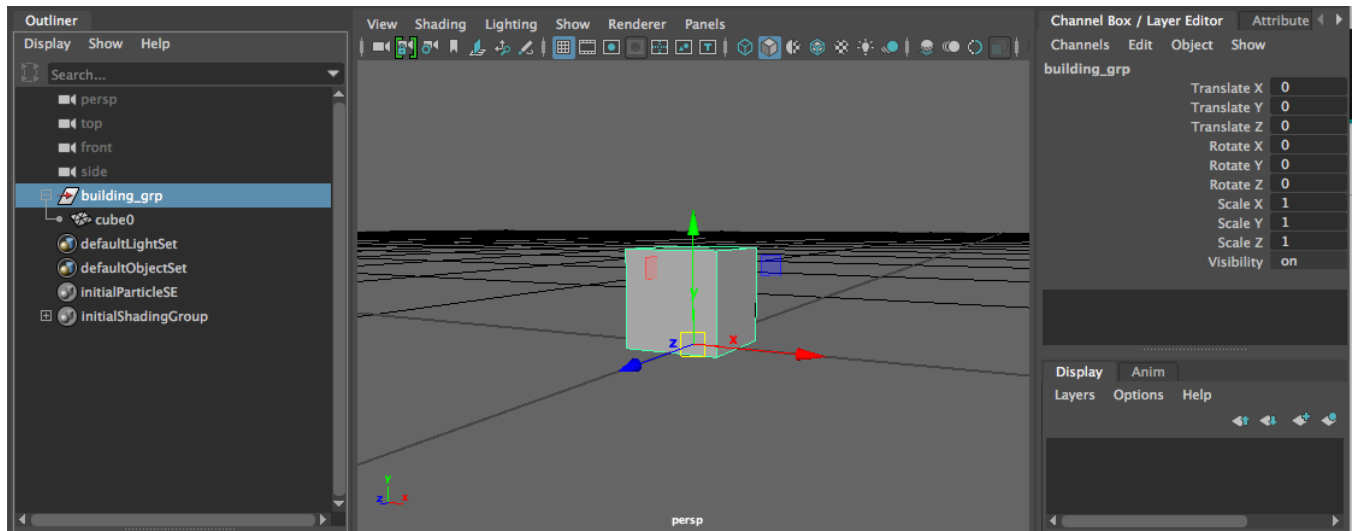 Outliner
Display Show Help
Search...
persp
top
front
side
building_grp
cube0
defaultLightSet
defaultObjectSet
initialParticleSE
initialShadingGroup
View Shading Lighting Show Renderer Panels
T
y
z x
y
z x
persp
Channel Box / Layer Editor Attribute
Channels Edit Object Show
building_grp
Translate X 0
Translate Y 0
Translate Z 0
Rotate X 0
Rotate Y 0
Rotate Z 0
Scale X 1
Scale Y 1
Scale Z 1
Visibility on
Display Anim
Layers Options Help